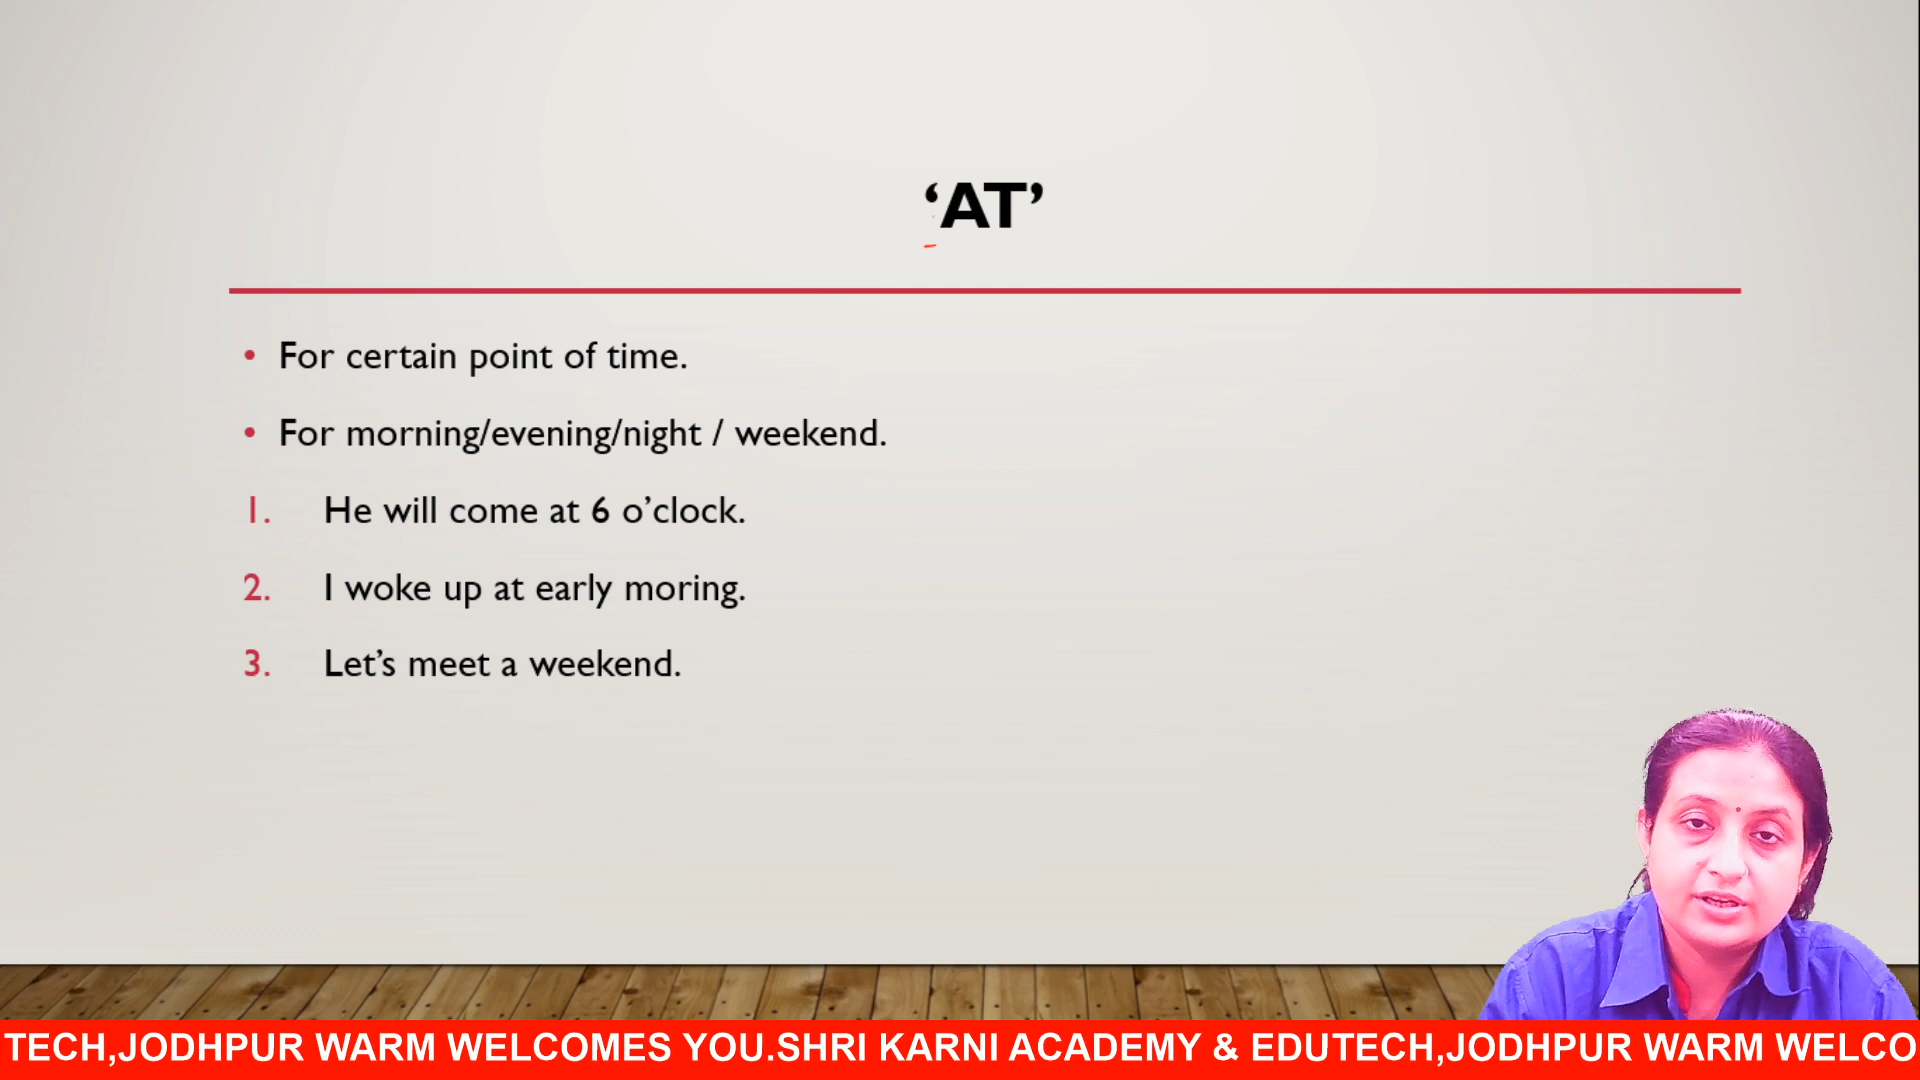 ‘AT’
• For certain point of time.
• For morning/evening/night / weekend.
1. He will come at 6 o’clock.
2. I woke up at early moring.
3. Let’s meet a weekend.
TECH,JODHPUR WARM WELCOMES YOU.SHRI KARNI ACADEMY & EDUTECH,JODHPUR WARM WELCO